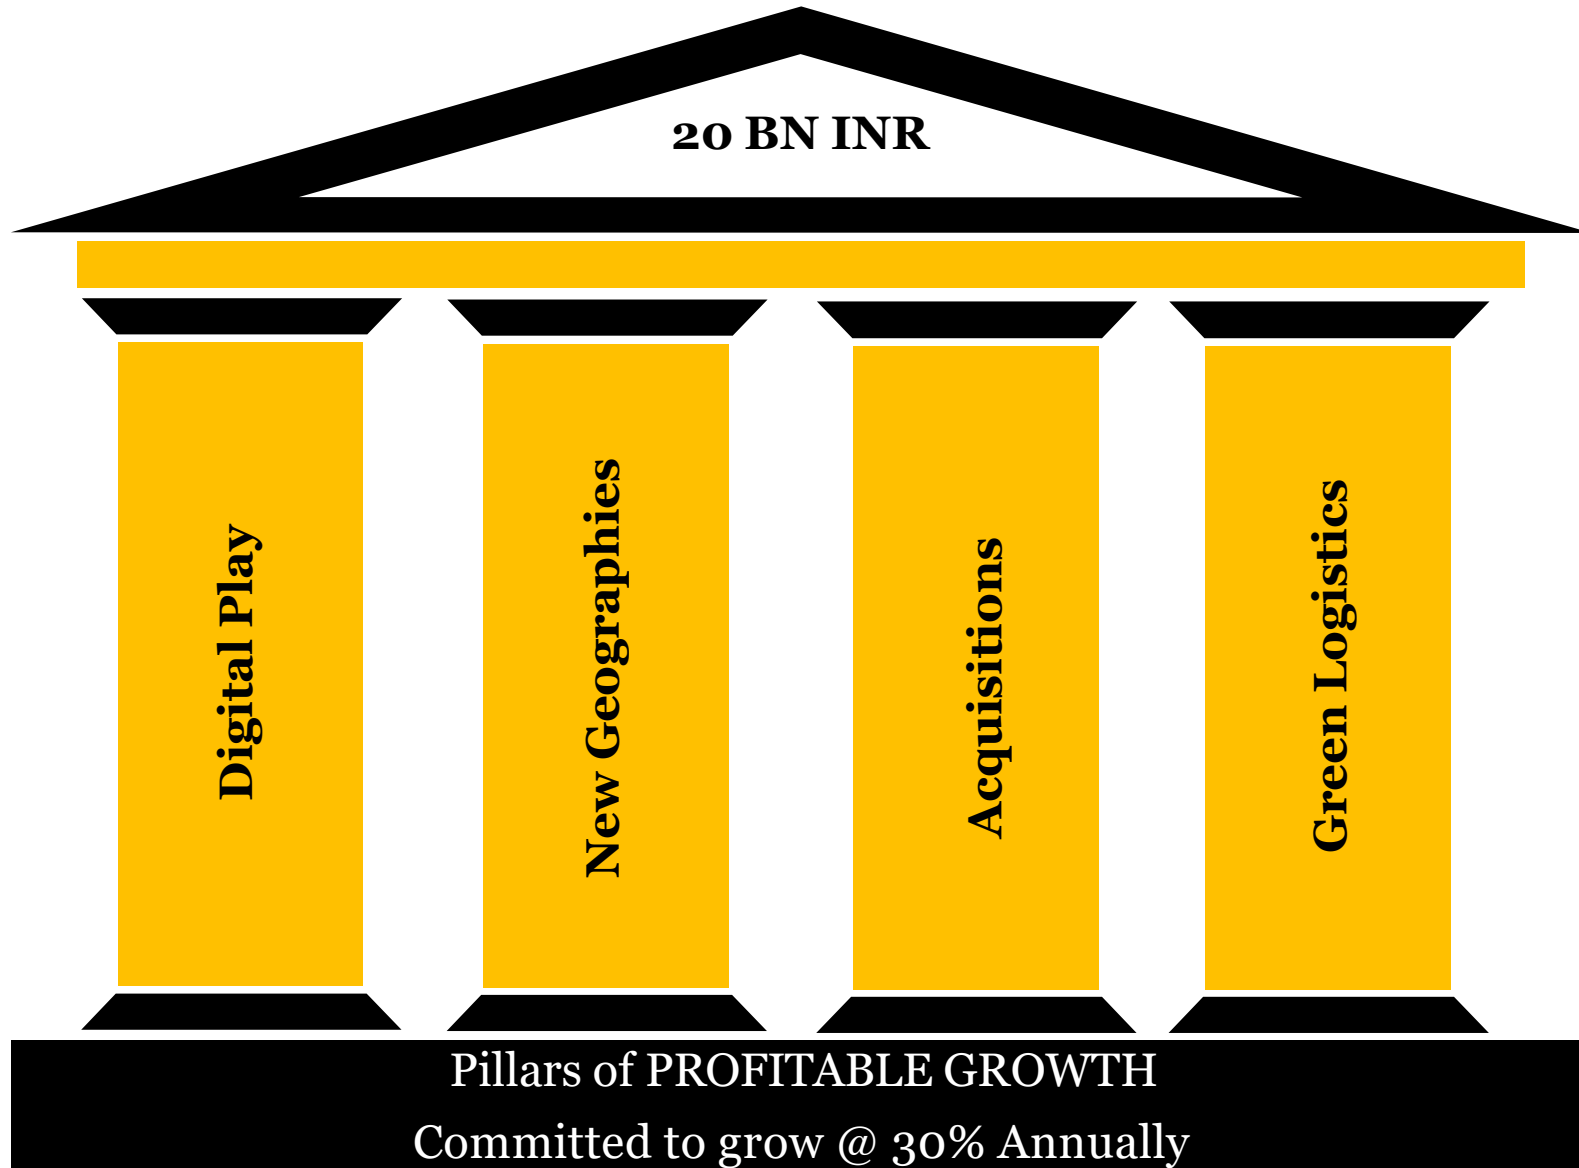 20 BN INR
Digital Play
New Geographies
Acquisitions
Green Logistics
Pillars of PROFITABLE GROWTH
Committed to grow @ 30% Annually